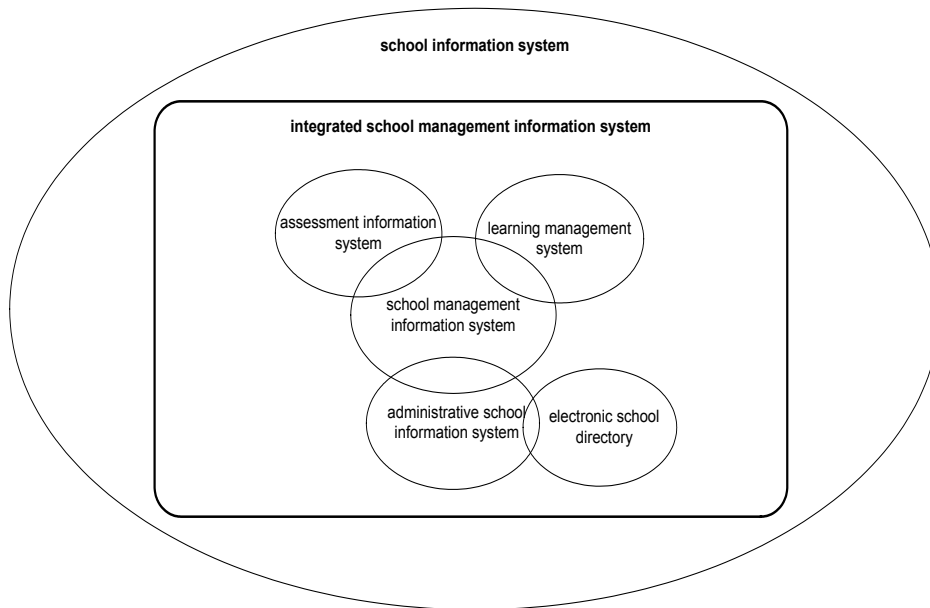 school information system
integrated school management information system
assessment information
system
learning management
system
school management
information system
administrative school
information system
electronic school
directory